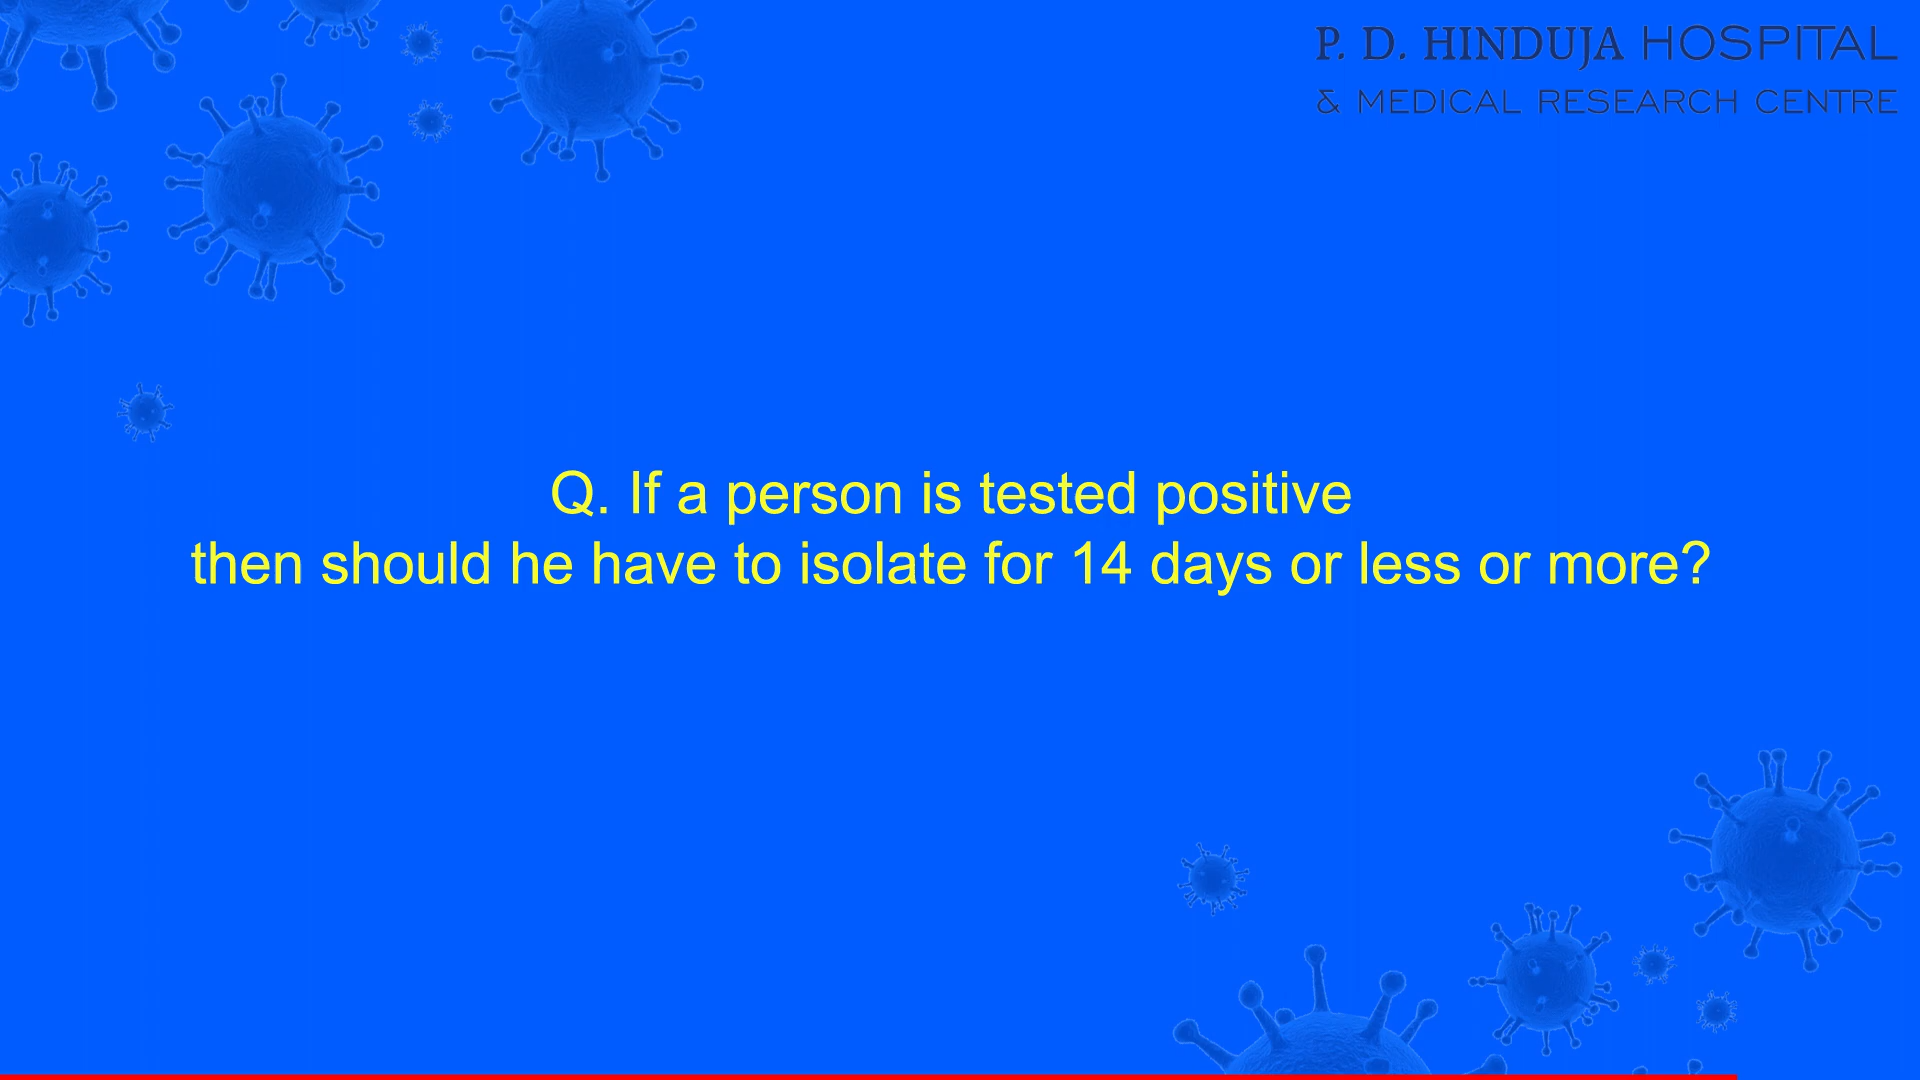 P. D. HINDUJA HOSPITAL
& MEDICAL RESEARCH CENTRE
Q. If a person is tested positive
then should he have to isolate for 14 days or less or more?